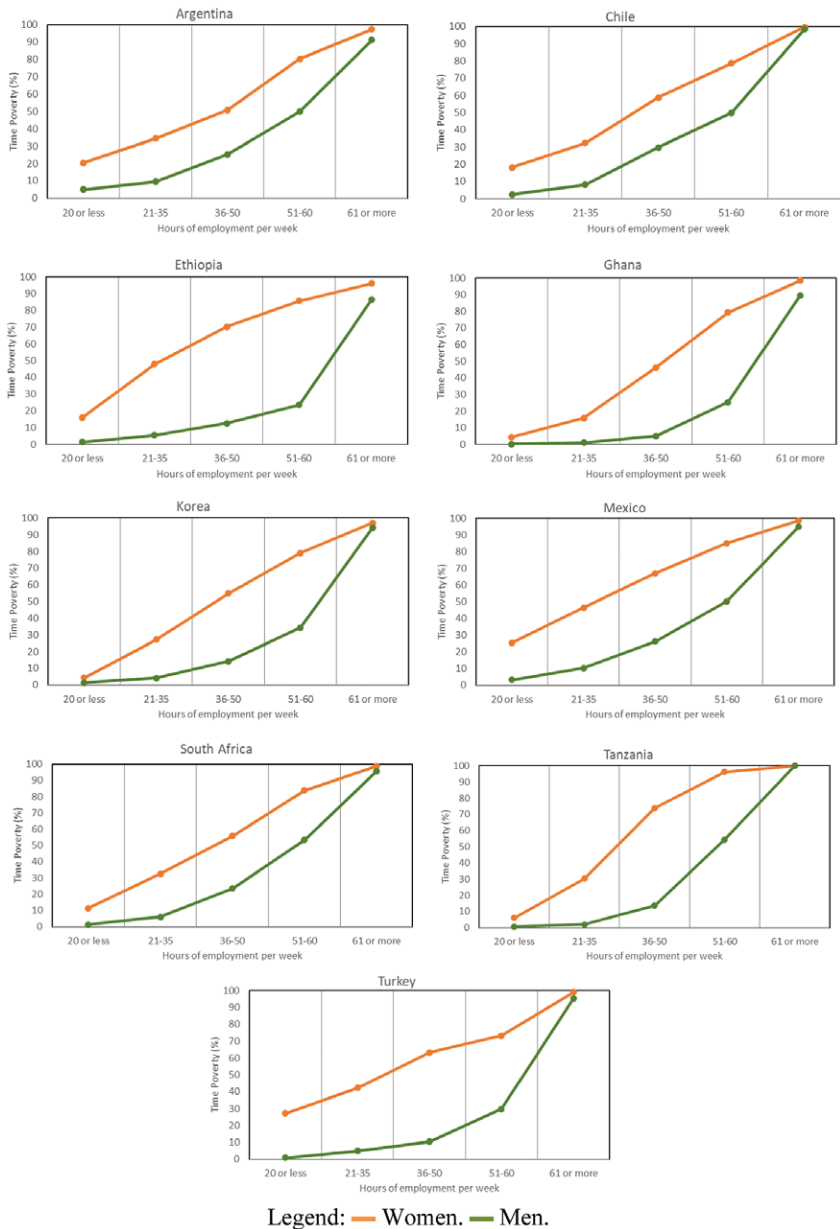 Argentina
Time Poverty (%)
100
90
80
70
60
50
40
30
20
10
0
20 or less 21-35 36-50 51-60 61 or more
Hours of employment per week
Chile
Time Poverty (%)
100
90
80
70
60
50
40
30
20
10
0
20 or less 21-35 36-50 51-60 61 or more
Hours of employment per week
Ethiopia
Time Poverty (%)
100
90
80
70
60
50
40
30
20
10
0
20 or less 21-35 36-50 51-60 61 or more
Hours of employment per week
Ghana
Time Poverty (%)
100
90
80
70
60
50
40
30
20
10
0
20 or less 21-35 36-50 51-60 61 or more
Hours of employment per week
Korea
Time Poverty (%)
100
90
80
70
60
50
40
30
20
10
0
20 or less 21-35 36-50 51-60 61 or more
Hours of employment per week
Mexico
Time Poverty (%)
100
90
80
70
60
50
40
30
20
10
0
20 or less 21-35 36-50 51-60 61 or more
Hours of employment per week
South Africa
Time Poverty (%)
100
90
80
70
60
50
40
30
20
10
0
20 or less 21-35 36-50 51-60 61 or more
Hours of employment per week
Tanzania
Time Poverty (%)
100
90
80
70
60
50
40
30
20
10
0
20 or less 21-35 36-50 51-60 61 or more
Hours of employment per week
Turkey
Time Poverty (%)
100
90
80
70
60
50
40
30
20
10
0
20 or less 21-35 36-50 51-60 61 or more
Hours of employment per week
Legend: Women. Men.